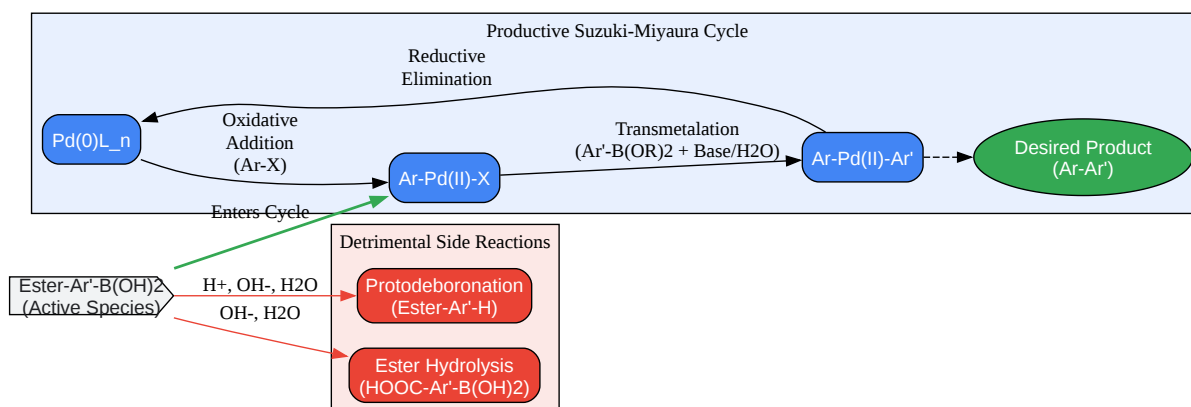 Productive Suzuki-Miyaura Cycle
Reductive
Elimination
Pd(0)L_n
Oxidative
Addition
(Ar-X)
Transmetalation
(Ar'-B(OR)2 + Base/H2O)
Ar-Pd(II)-X
Ar-Pd(II)-Ar'
Desired Product
(Ar-Ar')
Enters Cycle
Detrimental Side Reactions
Ester-Ar'-B(OH)2
(Active Species)
H+, OH-, H2O
Protodeboronation
(Ester-Ar'-H)
OH-, H2O
Ester Hydrolysis
(HOOC-Ar'-B(OH)2)